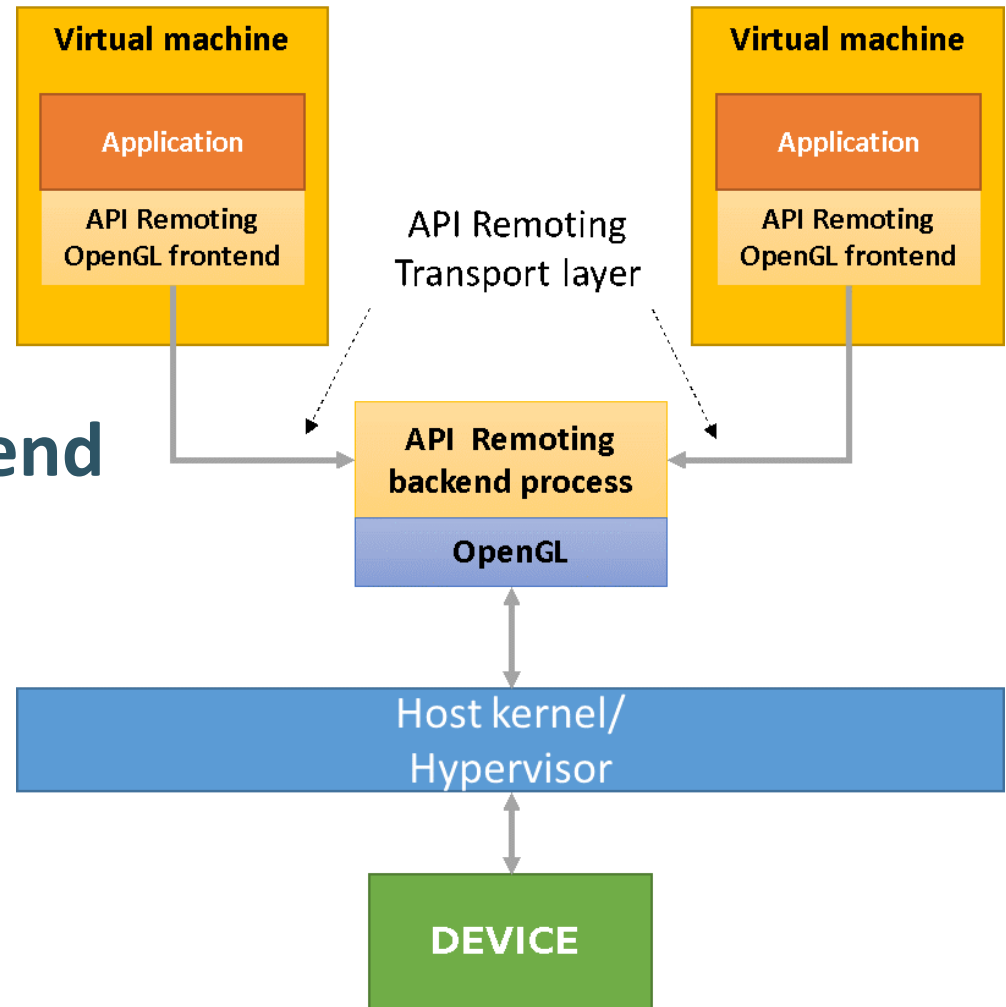 Virtual machine
Application
API Remoting
OpenGL frontend
Virtual machine
Application
API Remoting
OpenGL frontend
API Remoting
Transport layer
end
API Remoting
backend process
OpenGL
Host kernel/
Hypervisor
DEVICE